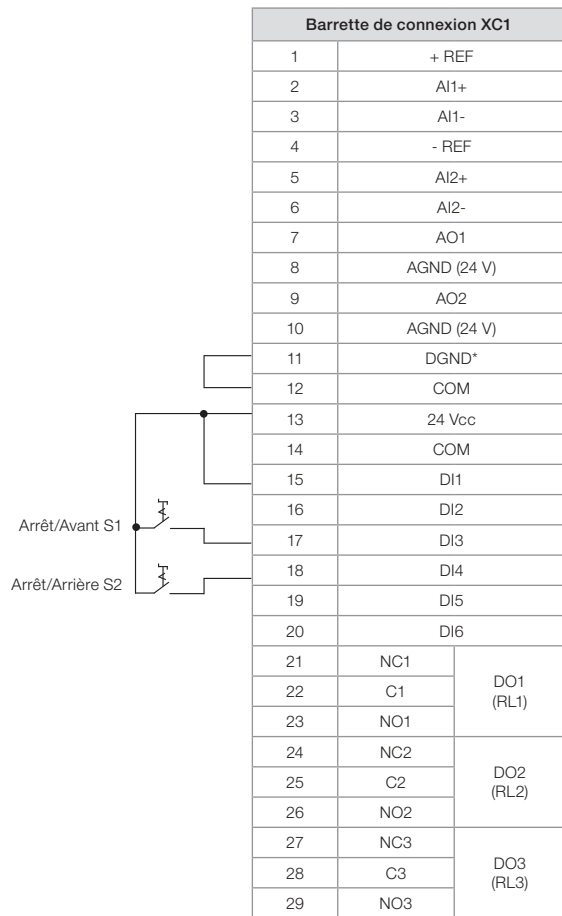 Barrette de connexion XC1
1 + REF
2 AI1+
3 AI1-
4 - REF
5 AI2+
6 AI2-
7 AO1
8 AGND (24 V)
9 AO2
10 AGND (24 V)
11 DGND*
12 COM
13 24 Vcc
14 COM
15 DI1
16 DI2
Arrêt/Avant S1
17 DI3
18 DI4
Arrêt/Arrière S2
19 DI5
20 DI6
21 NC1
22 C1
23 NO1
DO1
(RL1)
24 NC2
25 C2
26 NO2
DO2
(RL2)
27 NC3
28 C3
29 NO3
DO3
(RL3)